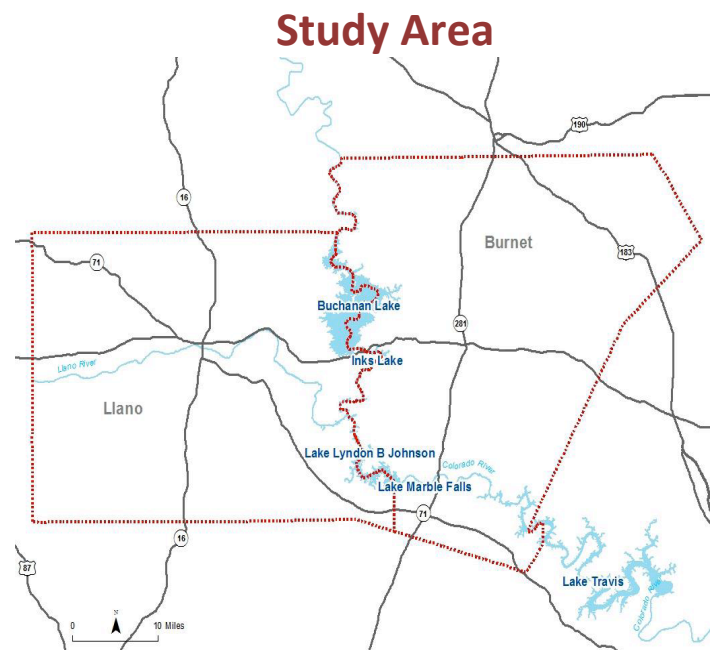 Study Area
190
16
Burnet
183
71
Buchanan Lake
281
Inks Lake
Llano River
Llano
Lake Lyndon B Johnson
Colorado River
Lake Marble Falls
71
16
87
Lake Travis
Colorado River
N
0 10 Miles